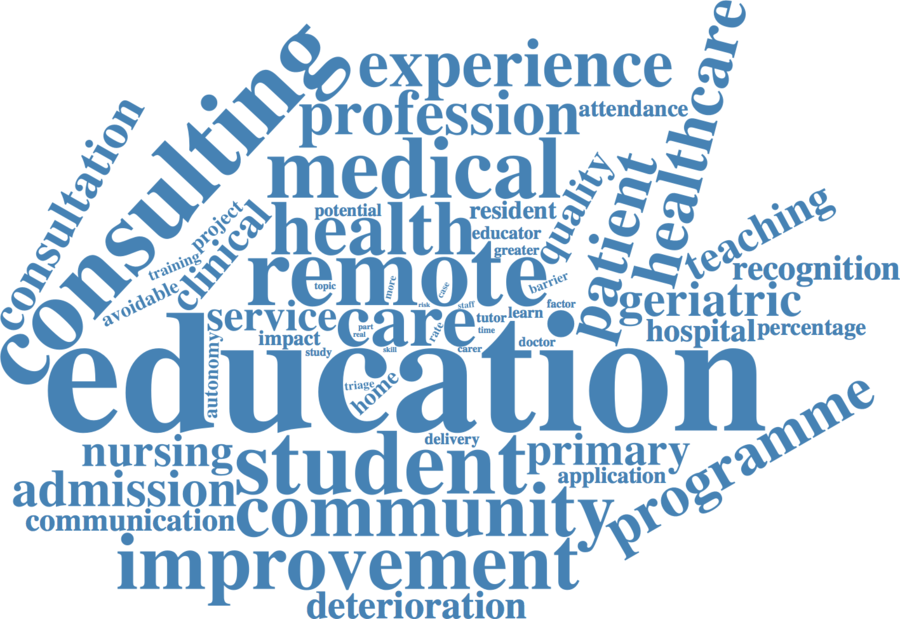 experience
profession
attendance
consulting
consultation
healthcare
medical
patient
quality
health
potential
resident
educator
greater
project
training
clinical
avoidable
teaching
recognition
remote
topic
more
case
barrier
geriatric
service
care
risk
staff
factor
tutor
learn
time
rate
part
real
hospital
percentage
impact
study
skill
carer
doctor
autonomy
education
triage
home
programme
nursing
student
delivery
primary
application
admission
communication
community
improvement
deterioration